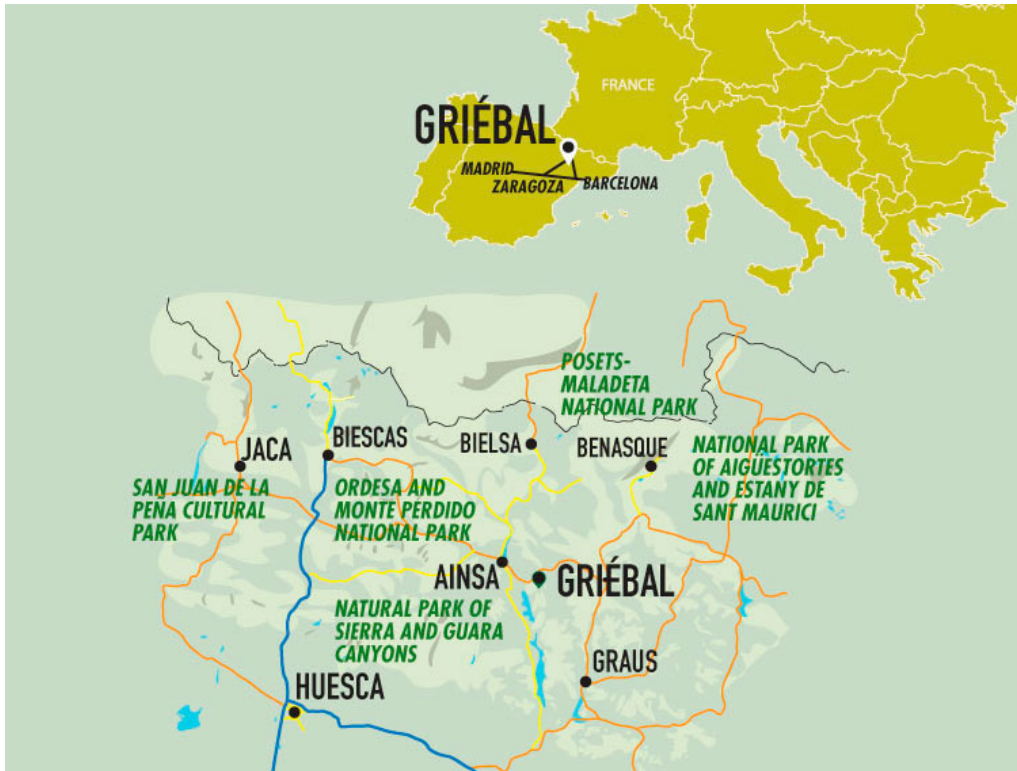 FRANCE
GRIÉBAL
MADRID
ZARAGOZA
BARCELONA
POSETS-
MALADETA
NATIONAL PARK
JACA
BIESCAS
BIELSA
BENASQUE
NATIONAL PARK
OF AIGÜESTORTES
AND ESTANY DE
SANT MAURICI
SAN JUAN DE LA
PEÑA CULTURAL
PARK
ORDESA AND
MONTE PERDIDO
NATIONAL PARK
AINSA
GRIÉBAL
NATURAL PARK OF
SIERRA AND GUARA
CANYONS
GRAUS
HUESCA